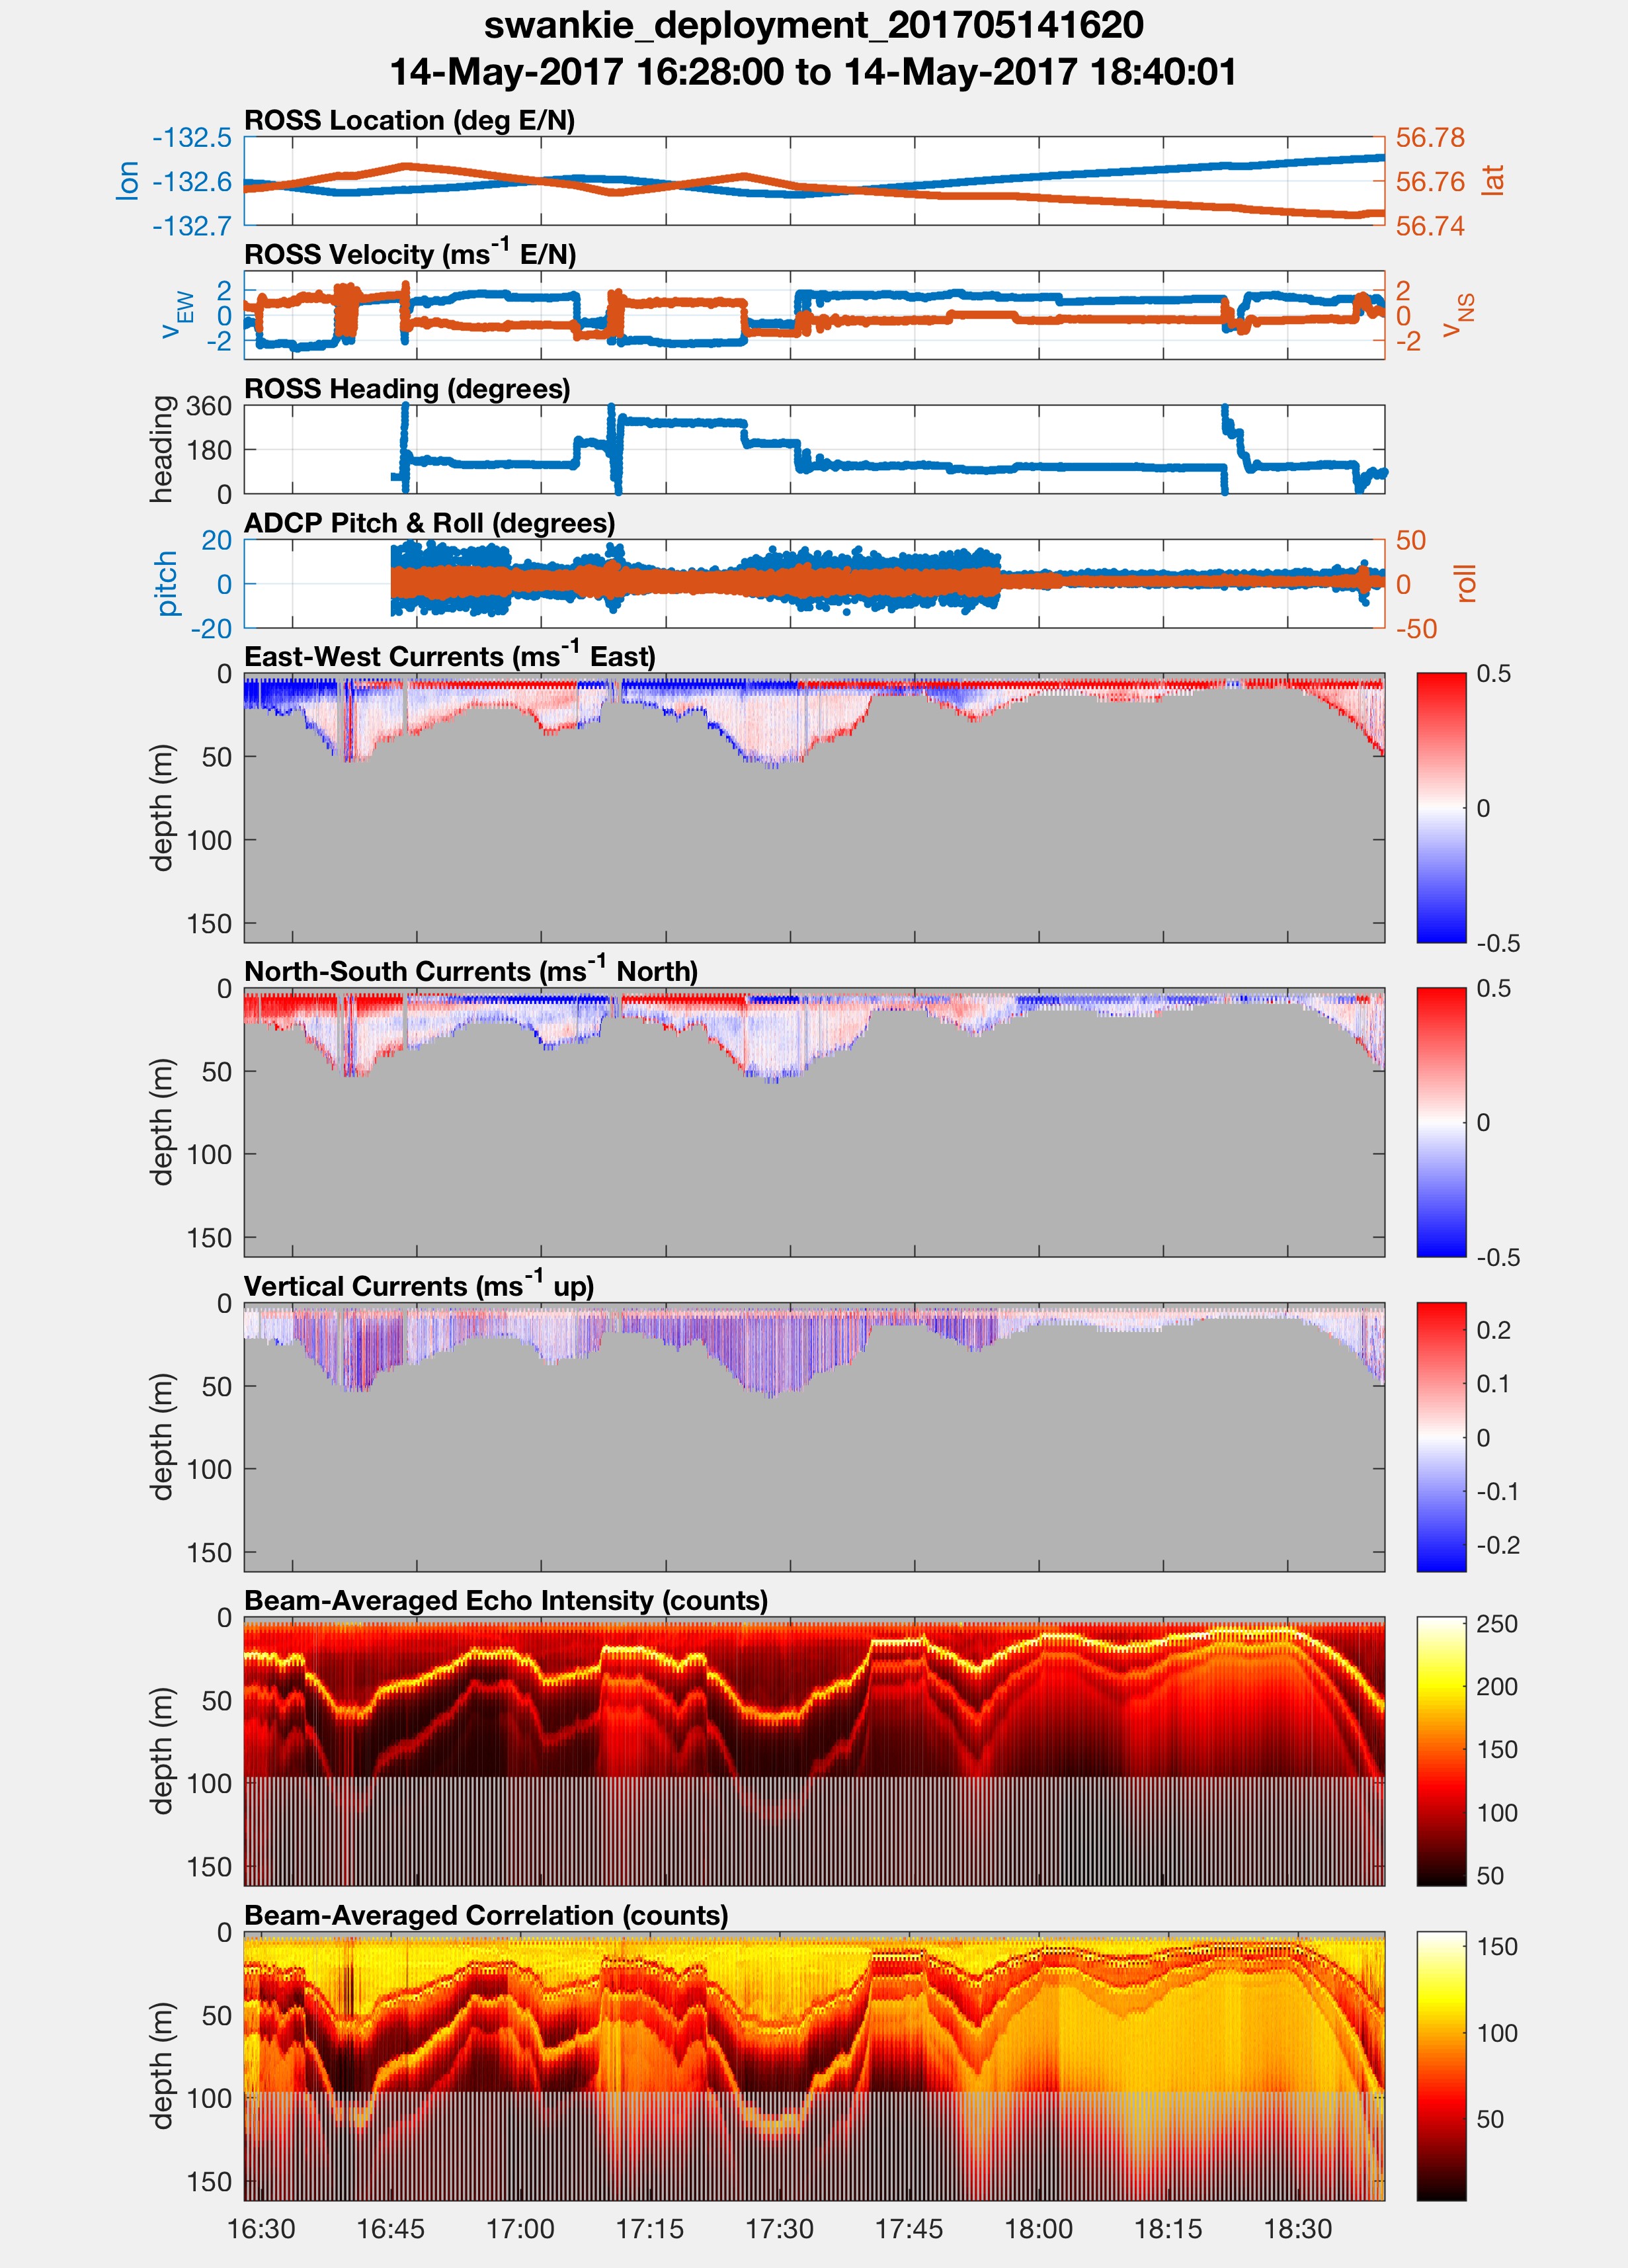 swankie_deployment_201705141620
14-May-2017 16:28:00 to 14-May-2017 18:40:01
ROSS Location (deg E/N)
-132.5
-132.6
-132.7
lon
56.78
56.76
56.74
lat
ROSS Velocity (ms-1 E/N)
2
0
-2
vEW
2
0
-2
vNS
ROSS Heading (degrees)
360
180
0
heading
ADCP Pitch & Roll (degrees)
20
0
-20
pitch
50
0
-50
roll
East-West Currents (ms-1 East)
0
50
100
150
depth (m)
0.5
0
-0.5
North-South Currents (ms-1 North)
0
50
100
150
depth (m)
0.5
0
-0.5
Vertical Currents (ms-1 up)
0
50
100
150
depth (m)
0.2
0.1
0
-0.1
-0.2
Beam-Averaged Echo Intensity (counts)
0
50
100
150
depth (m)
250
200
150
100
50
Beam-Averaged Correlation (counts)
0
50
100
150
depth (m)
150
100
50
16:30 16:45 17:00 17:15 17:30 17:45 18:00 18:15 18:30